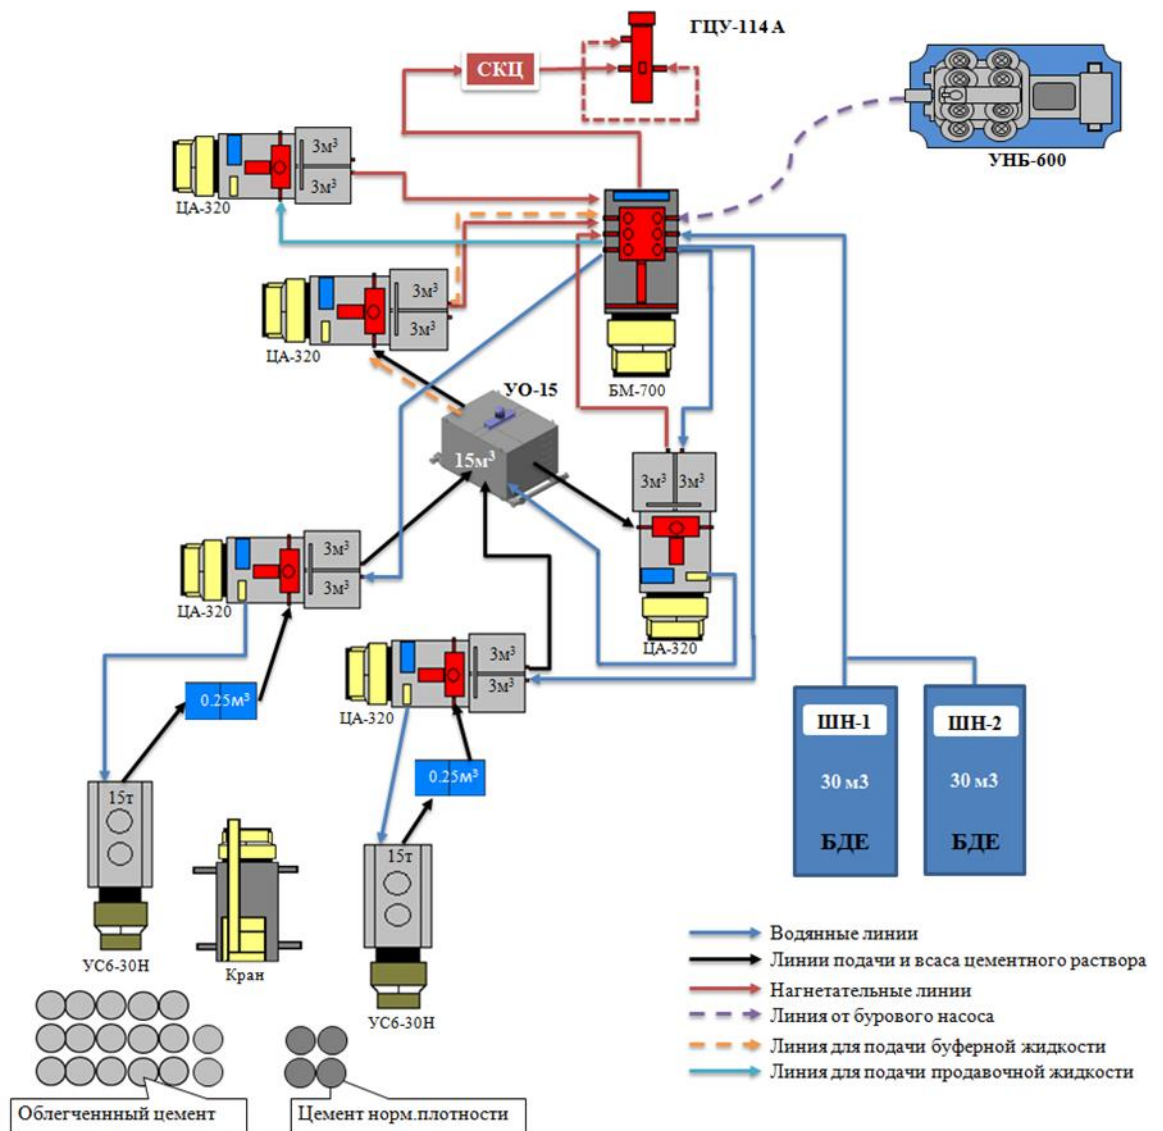 ГЦУ-114 А
СКЦ
УНБ-600
3м³
3м³
ЦА-320
3м³
3м³
ЦА-320
БМ-700
УО-15
15м³
3м³ 3м³
3м³
3м³
ЦА-320
ЦА-320
3м³
3м³
ЦА-320
0.25м³
0.25м³
ШН-1
30 м3
БДЕ
ШН-2
30 м3
БДЕ
15т
УС6-30Н
Кран
15т
УС6-30Н
Облегченнный цемент
Цемент норм.плотности
Водянные линии
Линии подачи и всаса цементного раствора
Нагнетательные линии
Линия от бурового насоса
Линия для подачи буферной жидкости
Линия для подачи продавочной жидкости